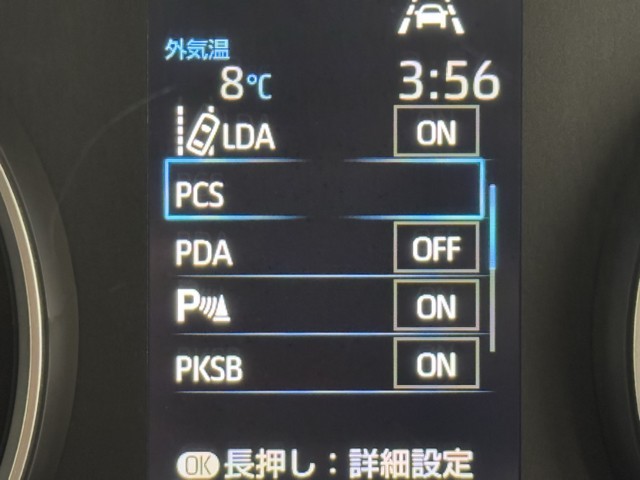 外気温
8℃ 3:56
LDA ON
PCS
PDA OFF
P ON
PKSB ON
OK 長押し：詳細設定